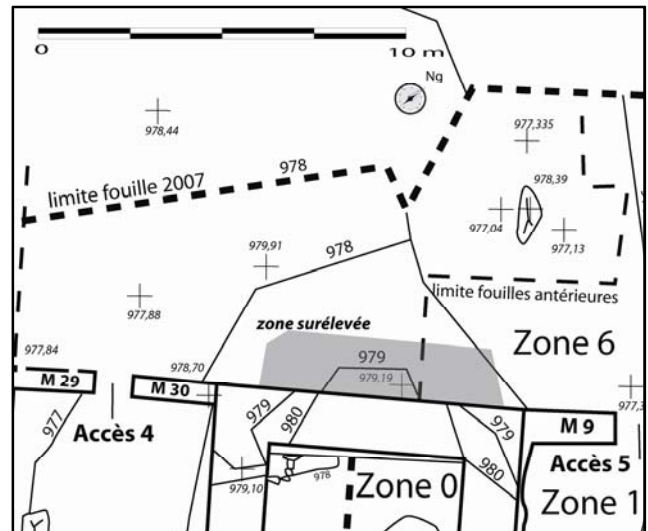 0
10 m
Ng
978,44
977,335
978
limite fouille 2007
978,39
977,04
977,13
979,91
978
977,88
limite fouilles antérieures
zone surélevée
977,84
978,70
979
979,19
Zone 6
M 29
M 30
977,3
977
979
980
979
M 9
Accès 4
Accès 5
980
979,10
978
Zone 0
Zone 1